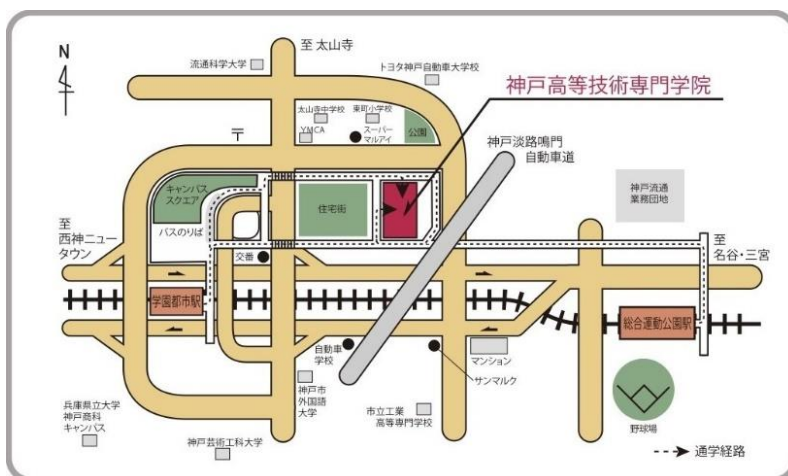 至 太山寺
N
流通科学大学
トヨタ神戸自動車大学校
神戸高等技術専門学院
太山寺中学校
東町小学校
YMCA
スーパー
マルアイ
公園
〒
神戸淡路鳴門
自動車道
キャンパス
スクエア
住宅街
神戸流通
業務団地
バスのりば
至
西神ニュー
タウン
交番
至
名谷・三宮
学園都市駅
総合運動公園駅
自動車
学校
マンション
サンマルク
神戸市
外国語
大学
市立工業
高等専門学校
兵庫県立大学
神戸商科
キャンパス
神戸芸術工科大学
野球場
通学経路